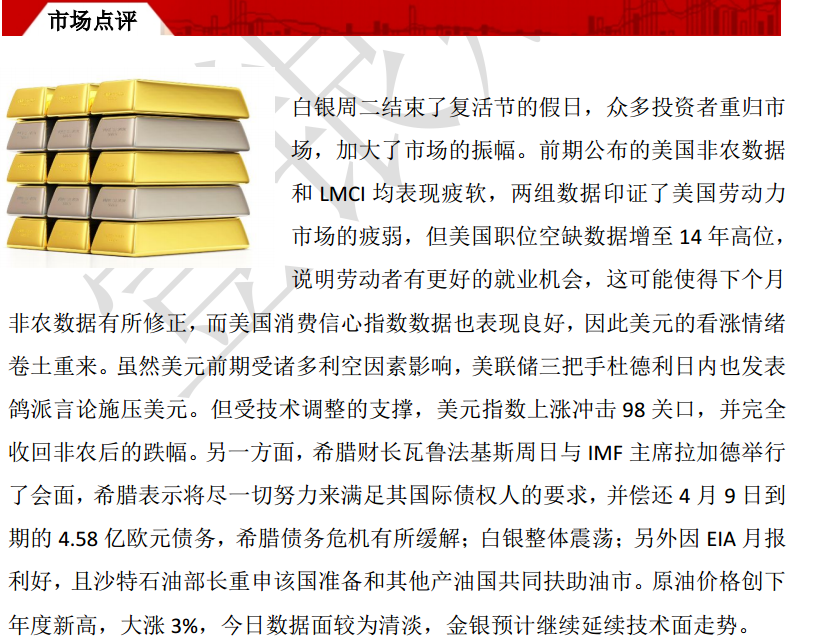 市场点评
白银周二结束了复活节的假日，众多投资者重归市
场，加大了市场的振幅。前期公布的美国非农数据
和 LMCI 均表现疲软，两组数据印证了美国劳动力
市场的疲弱，但美国职位空缺数据增至 14 年高位，
说明劳动者有更好的就业机会，这可能使得下个月
非农数据有所修正，而美国消费信心指数数据也表现良好，因此美元的看涨情绪
卷土重来。虽然美元前期受诸多利空因素影响，美联储三把手杜德利日内也发表
鸽派言论施压美元。但受技术调整的支撑，美元指数上涨冲击 98 关口，并完全
收回非农后的跌幅。另一方面，希腊财长瓦鲁法基斯周日与 IMF 主席拉加德举行
了会面，希腊表示将尽一切努力来满足其国际债权人的要求，并偿还 4 月 9 日到
期的 4.58 亿欧元债务，希腊债务危机有所缓解；白银整体震荡；另外因 EIA 月报
利好，且沙特石油部长重申该国准备和其他产油国共同扶助油市。原油价格创下
年度新高，大涨 3%，今日数据面较为清淡，金银预计继续延续技术面走势。